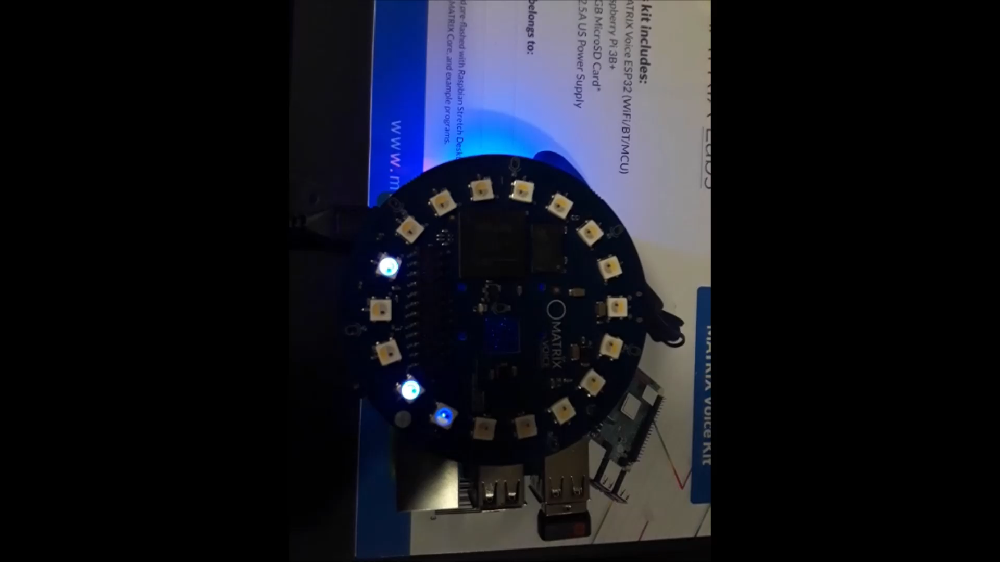 kit includes:
ATRIX Voice ESP32 (WiFi/BT/MCU)
spberry Pi 3B+
GB MicroSD Card*
2.5A US Power Supply
belongs to:
d pre-flashed with Raspbian Stretch Desk
MATRIX Core, and example programs.
www.m
MATRIX
VOICE
MATRIX Voice Kit
3